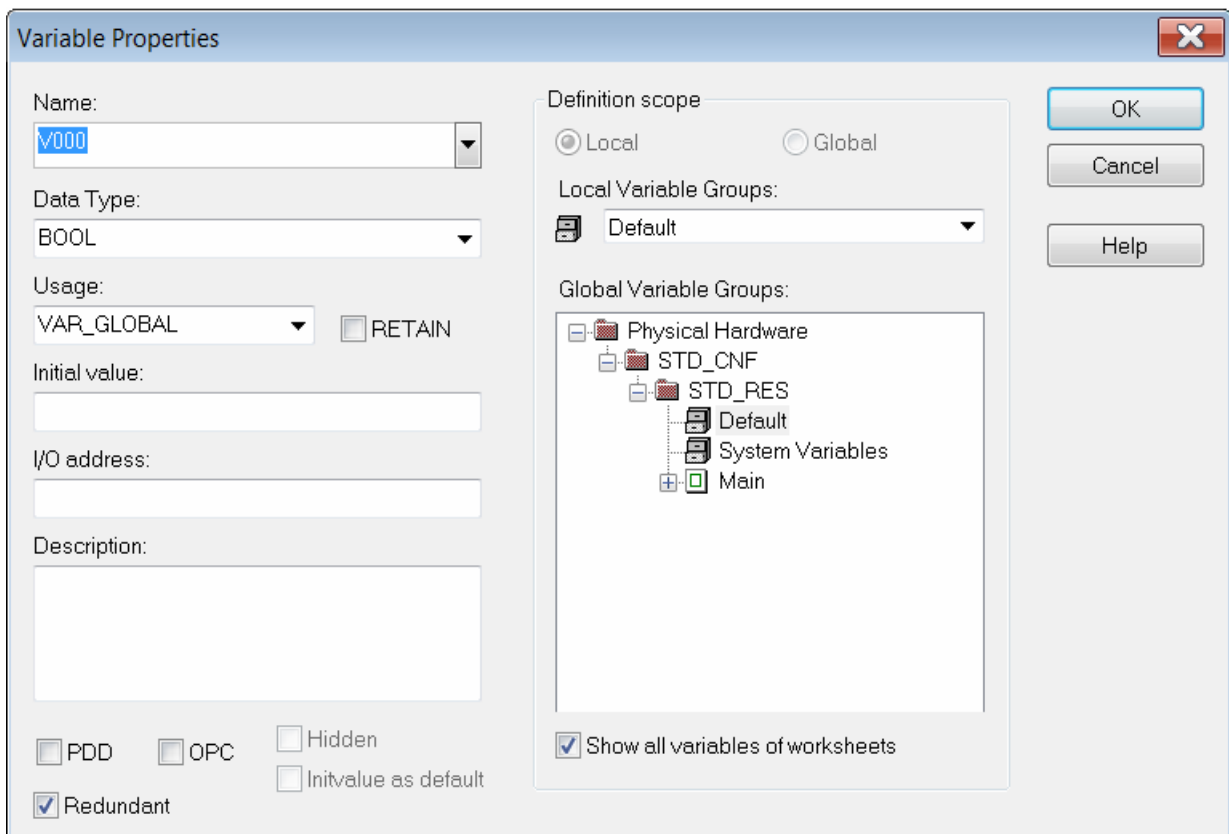 Variable Properties
Name:
V000
Data Type:
BOOL
Usage:
VAR_GLOBAL
RETAIN
Initial value:
I/O address:
Description:
PDD
OPC
Hidden
Initvalue as default
Redundant
Definition scope
Local
Global
Local Variable Groups:
Default
Global Variable Groups:
Physical Hardware
STD_CNF
STD_RES
Default
System Variables
Main
Show all variables of worksheets
OK
Cancel
Help